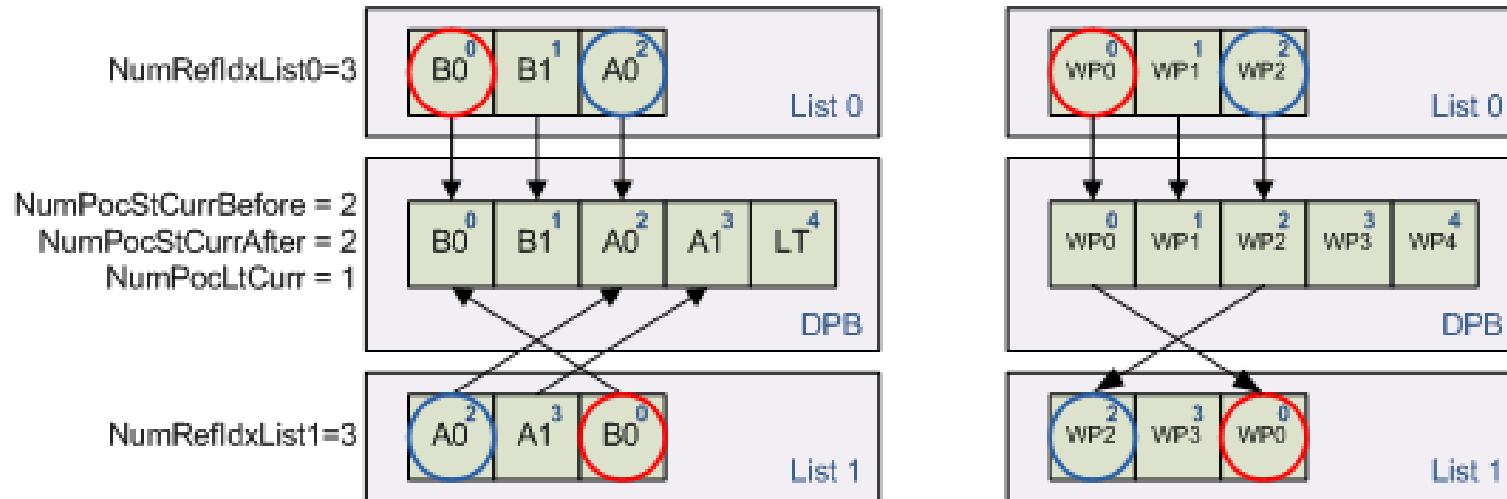 NumRefIdxList0=3
B0 0 B1 1 A0 2
List 0
WP0 0 WP1 1 WP2 2
List 0
NumPocStCurrBefore = 2
NumPocStCurrAfter = 2
NumPocLtCurr = 1
B0 0 B1 1 A0 2 A1 3 LT 4
DPB
WP0 0 WP1 1 WP2 2 WP3 3 WP4 4
DPB
NumRefIdxList1=3
A0 2 A1 3 B0 0
List 1
WP2 2 WP3 3 WP0 0
List 1